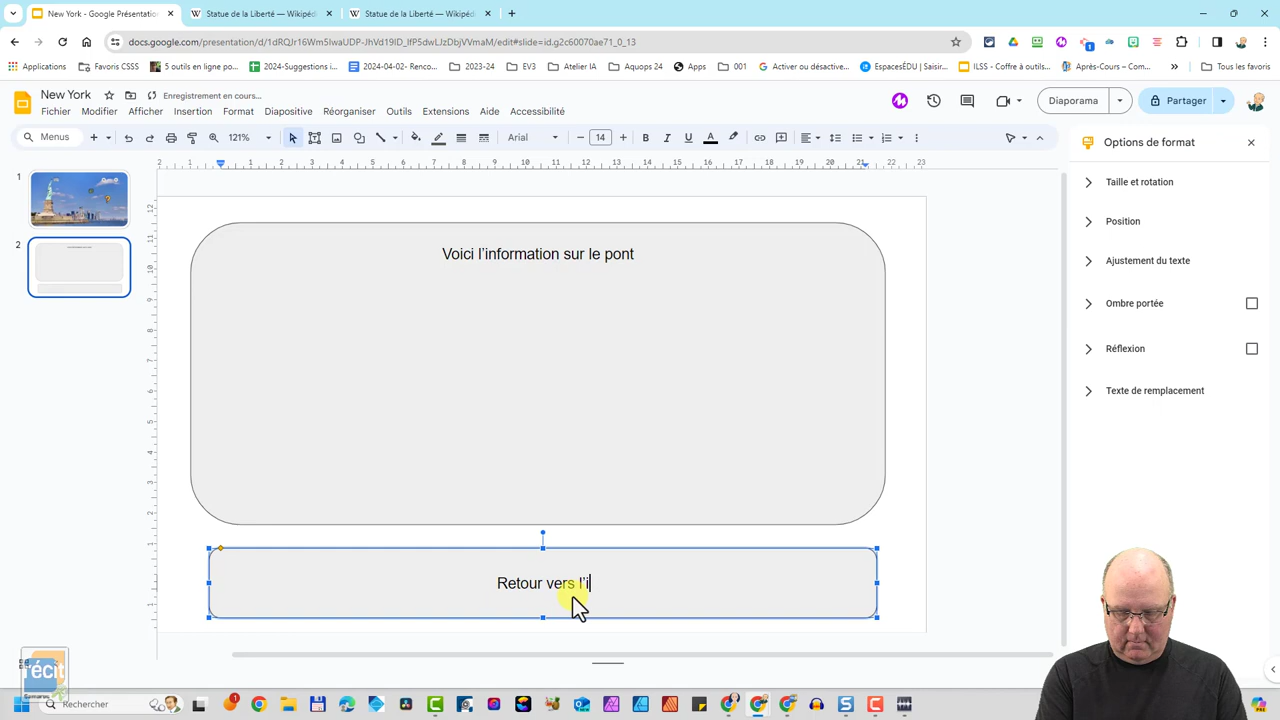 New York - Google Présentation
Statue de la Liberté — Wikipédi
Statue de la Liberté — Wikipédi
docs.google.com/presentation/d/1dRQJr16Wm5IwaUDP-JhVd19ID_lfP5dwLJzDbjVVmaM/edit#slide=id.g2c60070ae71_0_13
Applications
Favoris CSSS
5 outils en ligne po...
2024-Suggestions i...
2024-04-02- Renco...
2023-24
EV3
Atelier IA
Aquops 24
Apps
001
Activer ou désactive...
EspacesÉDU | Saisir...
ILSS - Coffre à outils...
Après-Cours – Com...
Tous les favoris
New York
Enregistrement en cours...
Fichier Modifier Affichage Insertion Format Diapositive Réorganiser Outils Extensions Aide Accessibilité
Diaporama
Partager
Menus
121%
Arial
14
Options de format
Taille et rotation
Position
Ajustement du texte
Ombre portée
Réflexion
Texte de remplacement
1
2
Voici l'information sur le pont
Retour vers l'i
récit
Rechercher